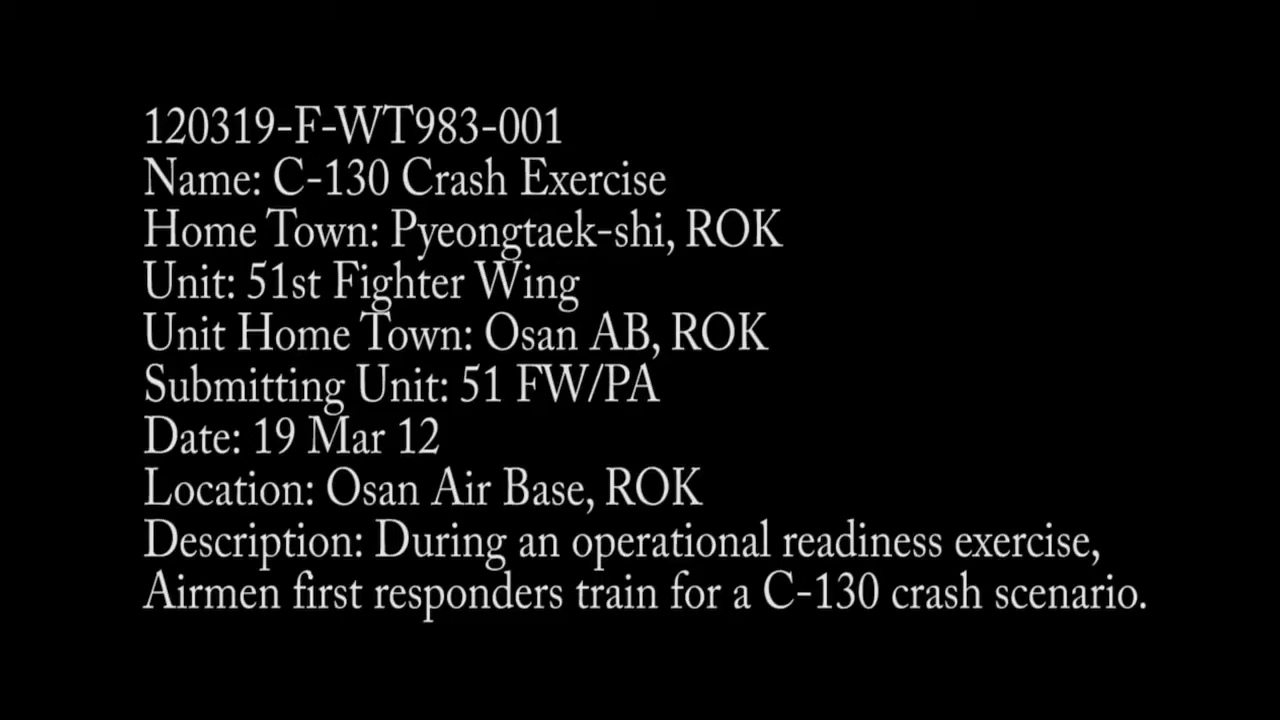 120319-F-WT983-001
Name: C-130 Crash Exercise
Home Town: Pyeongtaek-shi, ROK
Unit: 51st Fighter Wing
Unit Home Town: Osan AB, ROK
Submitting Unit: 51 FW/PA
Date: 19 Mar 12
Location: Osan Air Base, ROK
Description: During an operational readiness exercise,
Airmen first responders train for a C-130 crash scenario.